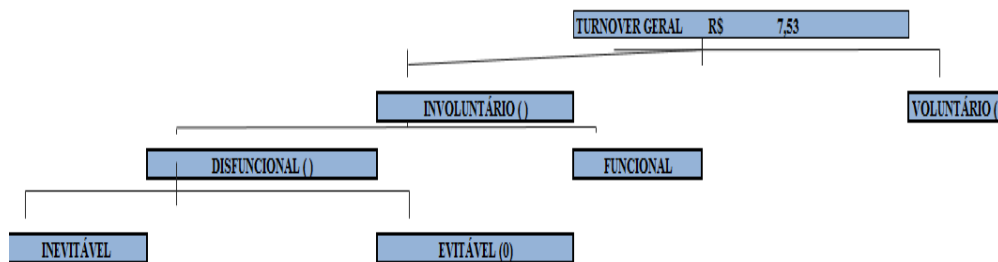 TURNOVER GERAL R$ 7,53
INVOLUNTÁRIO ( ) VOLUNTÁRIO (
DISFUNCIONAL ( ) FUNCIONAL
INEVITÁVEL EVITÁVEL (0)